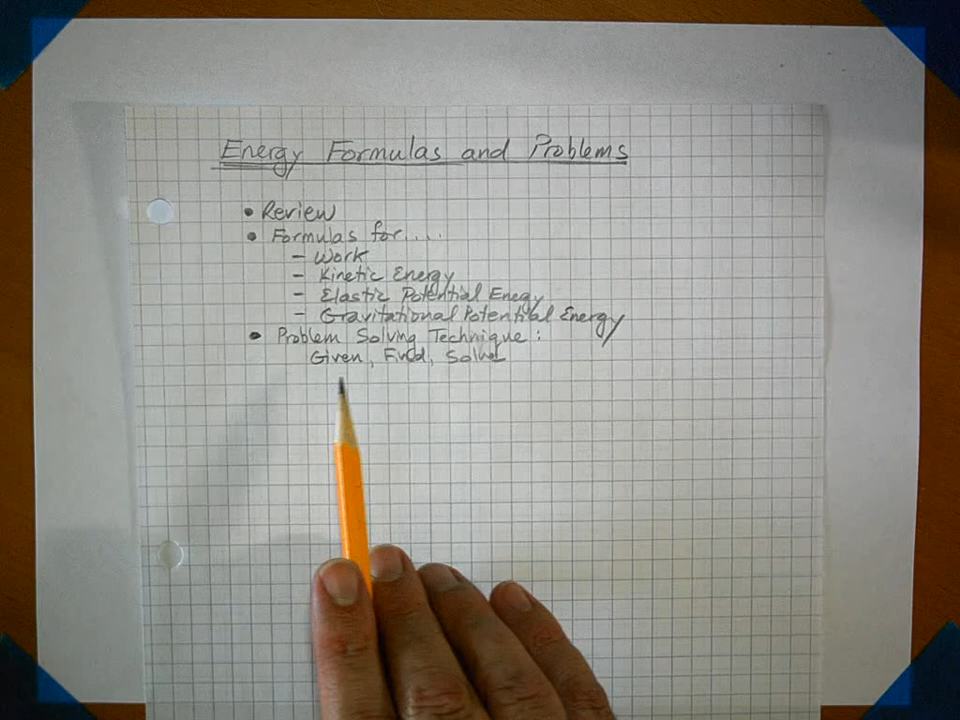 Energy Formulas and Problems
• Review
• Formulas for....
– Work
– Kinetic Energy
– Elastic Potential Energy
– Gravitational Potential Energy
• Problem Solving Technique :
Given, Find, Solve